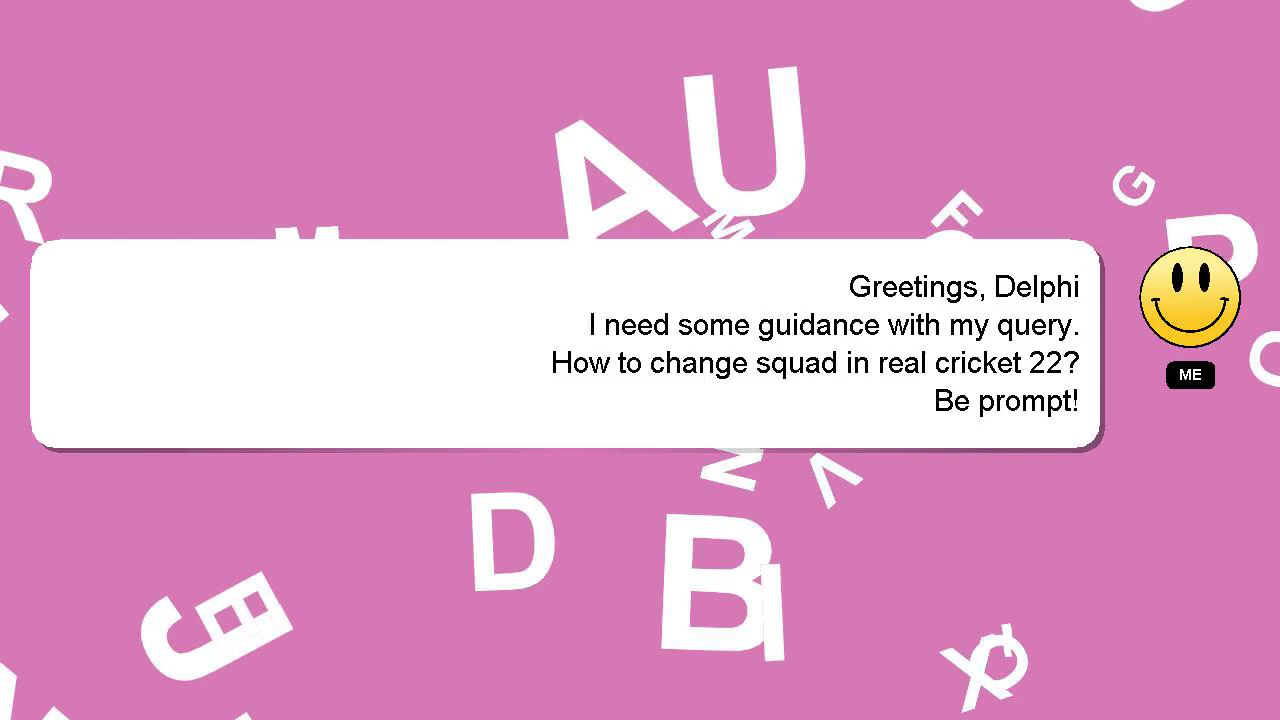 Greetings, Delphi
I need some guidance with my query.
How to change squad in real cricket 22?
Be prompt!
ME